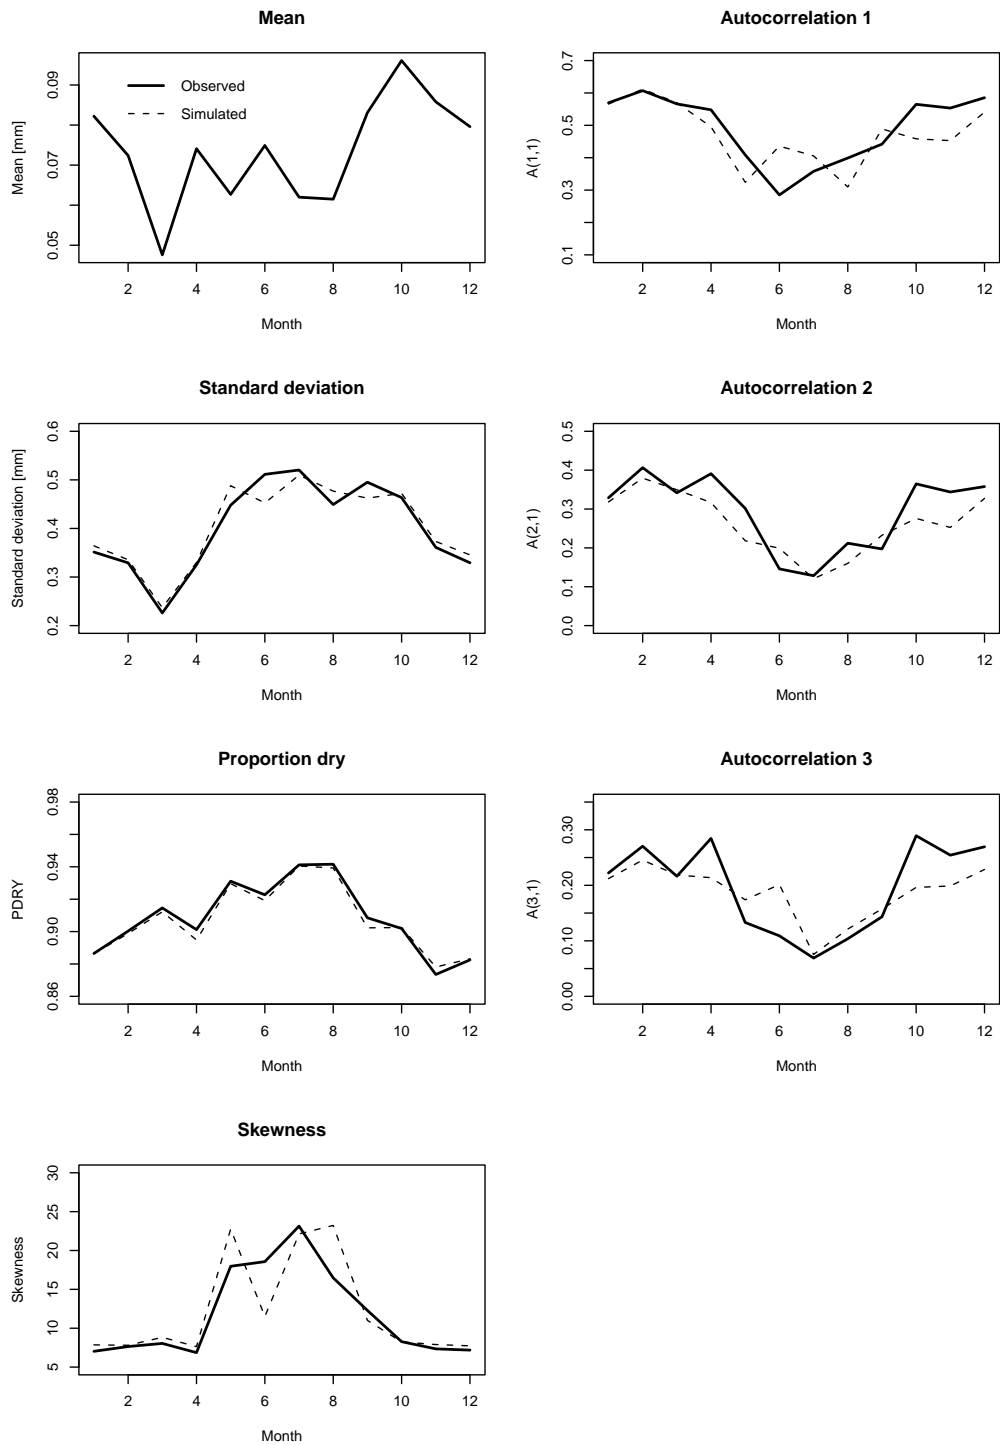 Mean
Mean [mm]
0.05 0.07 0.09
Observed
Simulated
2 4 6 8 10 12
Month
Autocorrelation 1
A(1,1)
0.1 0.3 0.5 0.7
2 4 6 8 10 12
Month
Standard deviation
Standard deviation [mm]
0.2 0.3 0.4 0.5 0.6
2 4 6 8 10 12
Month
Autocorrelation 2
A(2,1)
0.0 0.1 0.2 0.3 0.4 0.5
2 4 6 8 10 12
Month
Proportion dry
PDRY
0.86 0.90 0.94 0.98
2 4 6 8 10 12
Month
Autocorrelation 3
A(3,1)
0.00 0.10 0.20 0.30
2 4 6 8 10 12
Month
Skewness
Skewness
5 10 15 20 25 30
2 4 6 8 10 12
Month